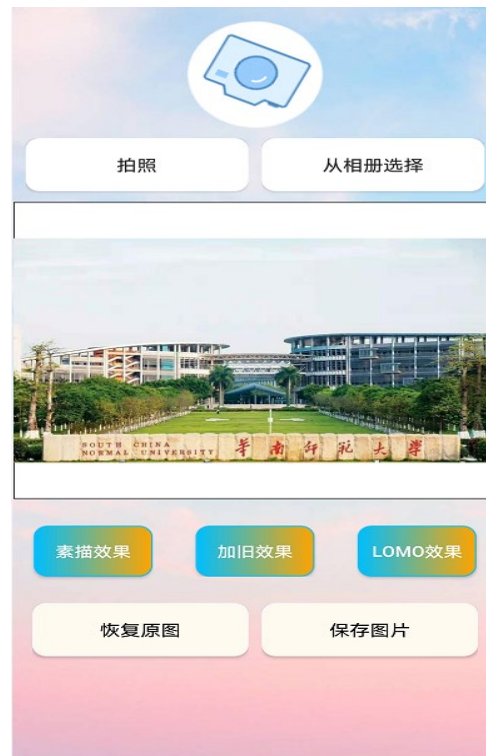 拍照
从相册选择
SOUTH CHINA
NORMAL UNIVERSITY
华南师范大学
素描效果
加旧效果
LOMO效果
恢复原图
保存图片